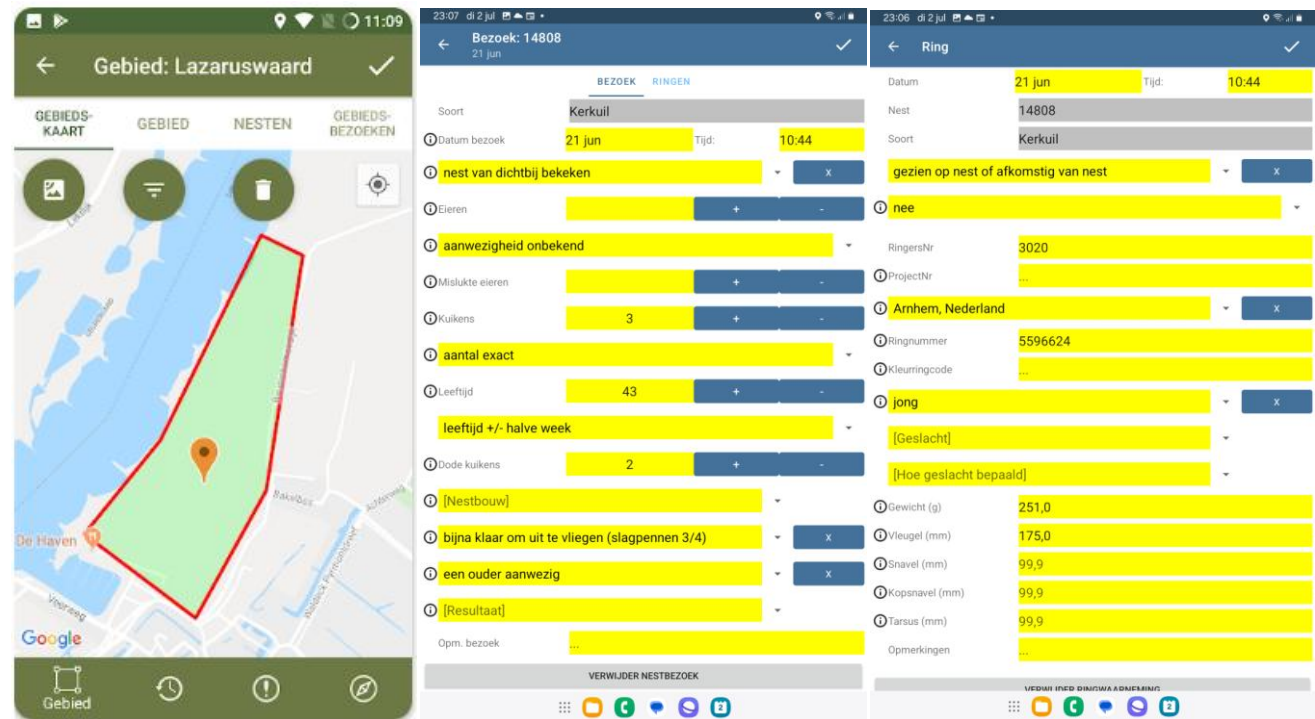 11:09
Gebied: Lazaruswaard
GEBIEDS-
KAART
GEBIED
NESTEN
GEBIEDS-
BEZOEKEN
Bakelbos
De Haven
Veerweg
Google
Gebied
23:07 di 2 jul
Bezoek: 14808
21 jun
BEZOEK RINGEN
Soort Kerkuil
Datum bezoek 21 jun Tijd: 10:44
nest van dichtbij bekeken x
Eieren + -
aanwezigheid onbekend
Mislukte eieren + -
Kuikens 3 + -
aantal exact
Leeftijd 43 + -
leeftijd +/- halve week
Dode kuikens 2 + -
[Nestbouw]
bijna klaar om uit te vliegen (slagpennen 3/4) x
een ouder aanwezig x
[Resultaat]
Opm. bezoek ...
VERWIJDER NESTBEZOEK
2
23:06 di 2 jul
Ring
Datum 21 jun Tijd: 10:44
Nest 14808
Soort Kerkuil
gezien op nest of afkomstig van nest x
nee
RingersNr 3020
ProjectNr ...
Arnhem, Nederland x
Ringnummer 5596624
Kleurringcode ...
jong x
[Geslacht]
[Hoe geslacht bepaald]
Gewicht (g) 251,0
Vleugel (mm) 175,0
Snavel (mm) 99,9
Kopsnavel (mm) 99,9
Tarsus (mm) 99,9
Opmerkingen ...
VERWIJDER RINGWAARNEMING
2